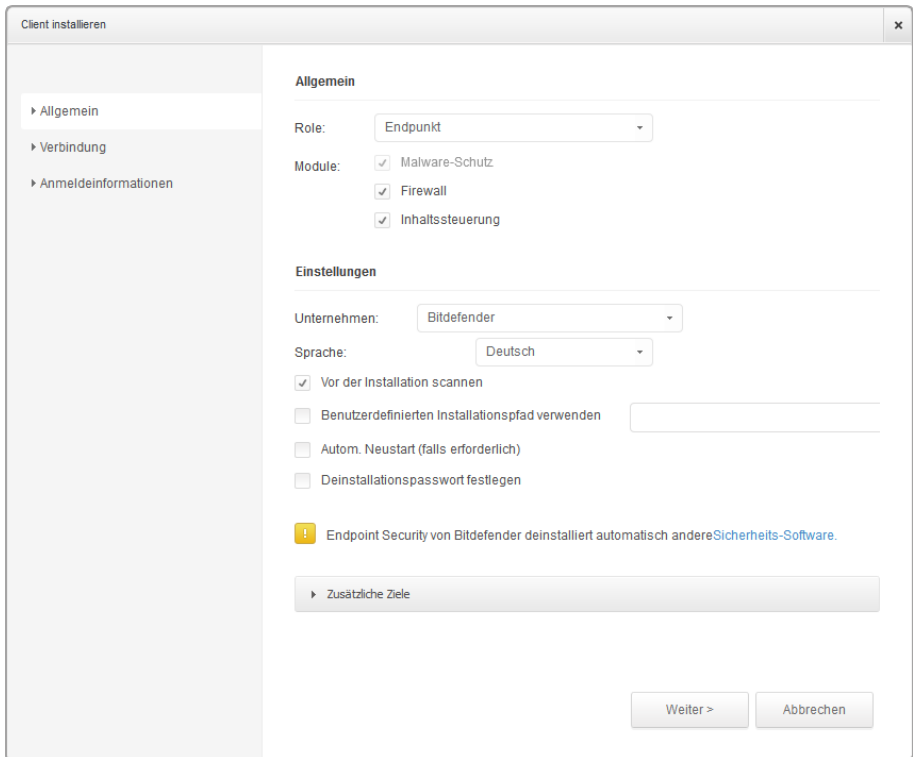 Client installieren
Allgemein
Verbindung
Anmeldeinformationen
Allgemein
Role: Endpunkt
Module: Malware-Schutz
Firewall
Inhaltssteuerung
Einstellungen
Unternehmen: Bitdefender
Sprache: Deutsch
Vor der Installation scannen
Benutzerdefinierten Installationspfad verwenden
Autom. Neustart (falls erforderlich)
Deinstallationspasswort festlegen
Endpoint Security von Bitdefender deinstalliert automatisch andereSicherheits-Software.
Zusätzliche Ziele
Weiter > Abbrechen